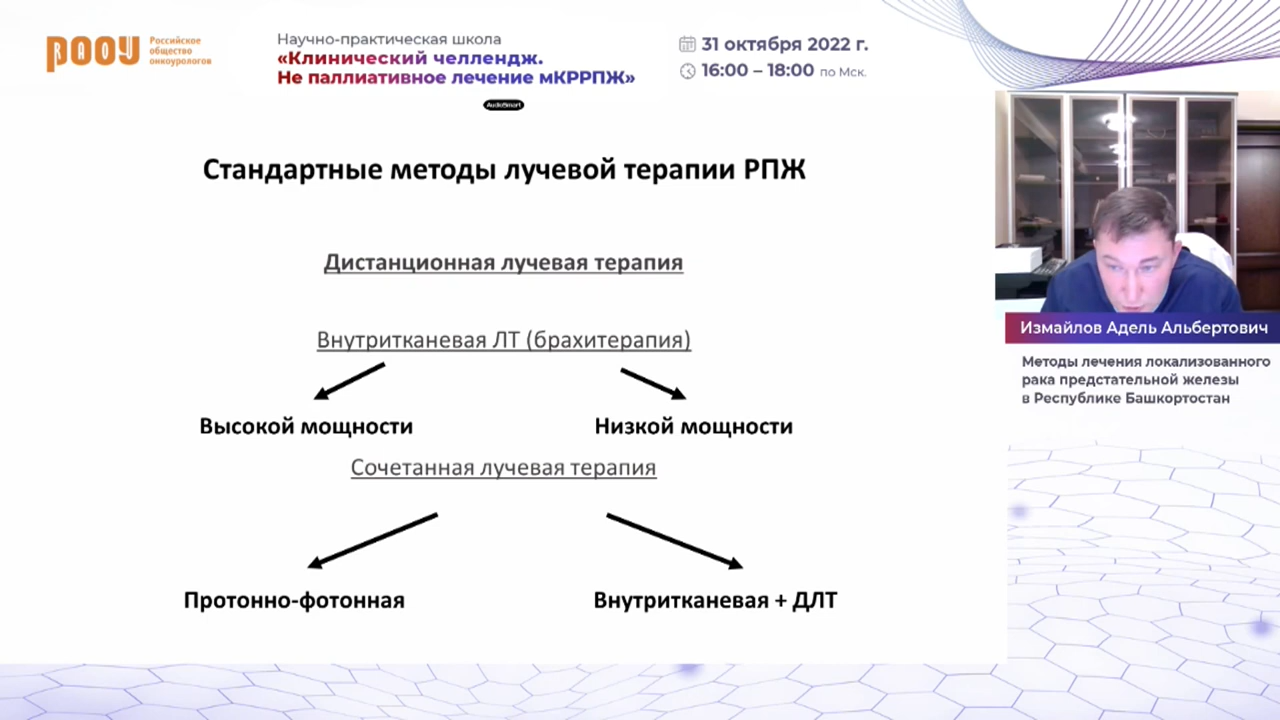 РАОУ
Российское
общество
онкоурологов
Научно-практическая школа
«Клинический челлендж.
Не паллиативное лечение мКРРПЖ»
31 октября 2022 г.
16:00 – 18:00 по Мск.
AudioSmart
Стандартные методы лучевой терапии РПЖ
Дистанционная лучевая терапия
Внутритканевая ЛТ (брахитерапия)
Высокой мощности
Низкой мощности
Сочетанная лучевая терапия
Протонно-фотонная
Внутритканевая + ДЛТ
Измайлов Адель Альбертович
Методы лечения локализованного
рака предстательной железы
в Республике Башкортостан